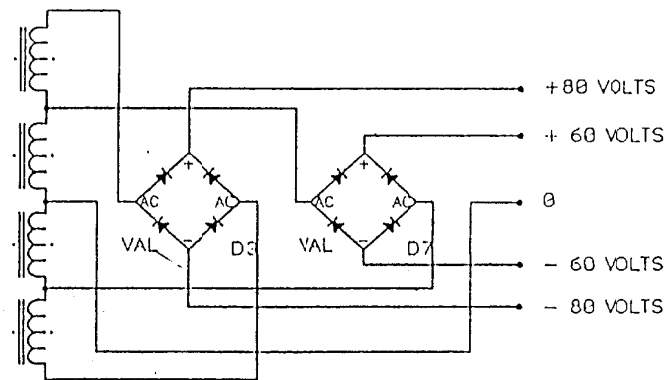 +80 VOLTS
+ 60 VOLTS
+
+
AC
AC
AC
AC
0
-
-
VAL
D3
VAL
D7
- 60 VOLTS
- 80 VOLTS